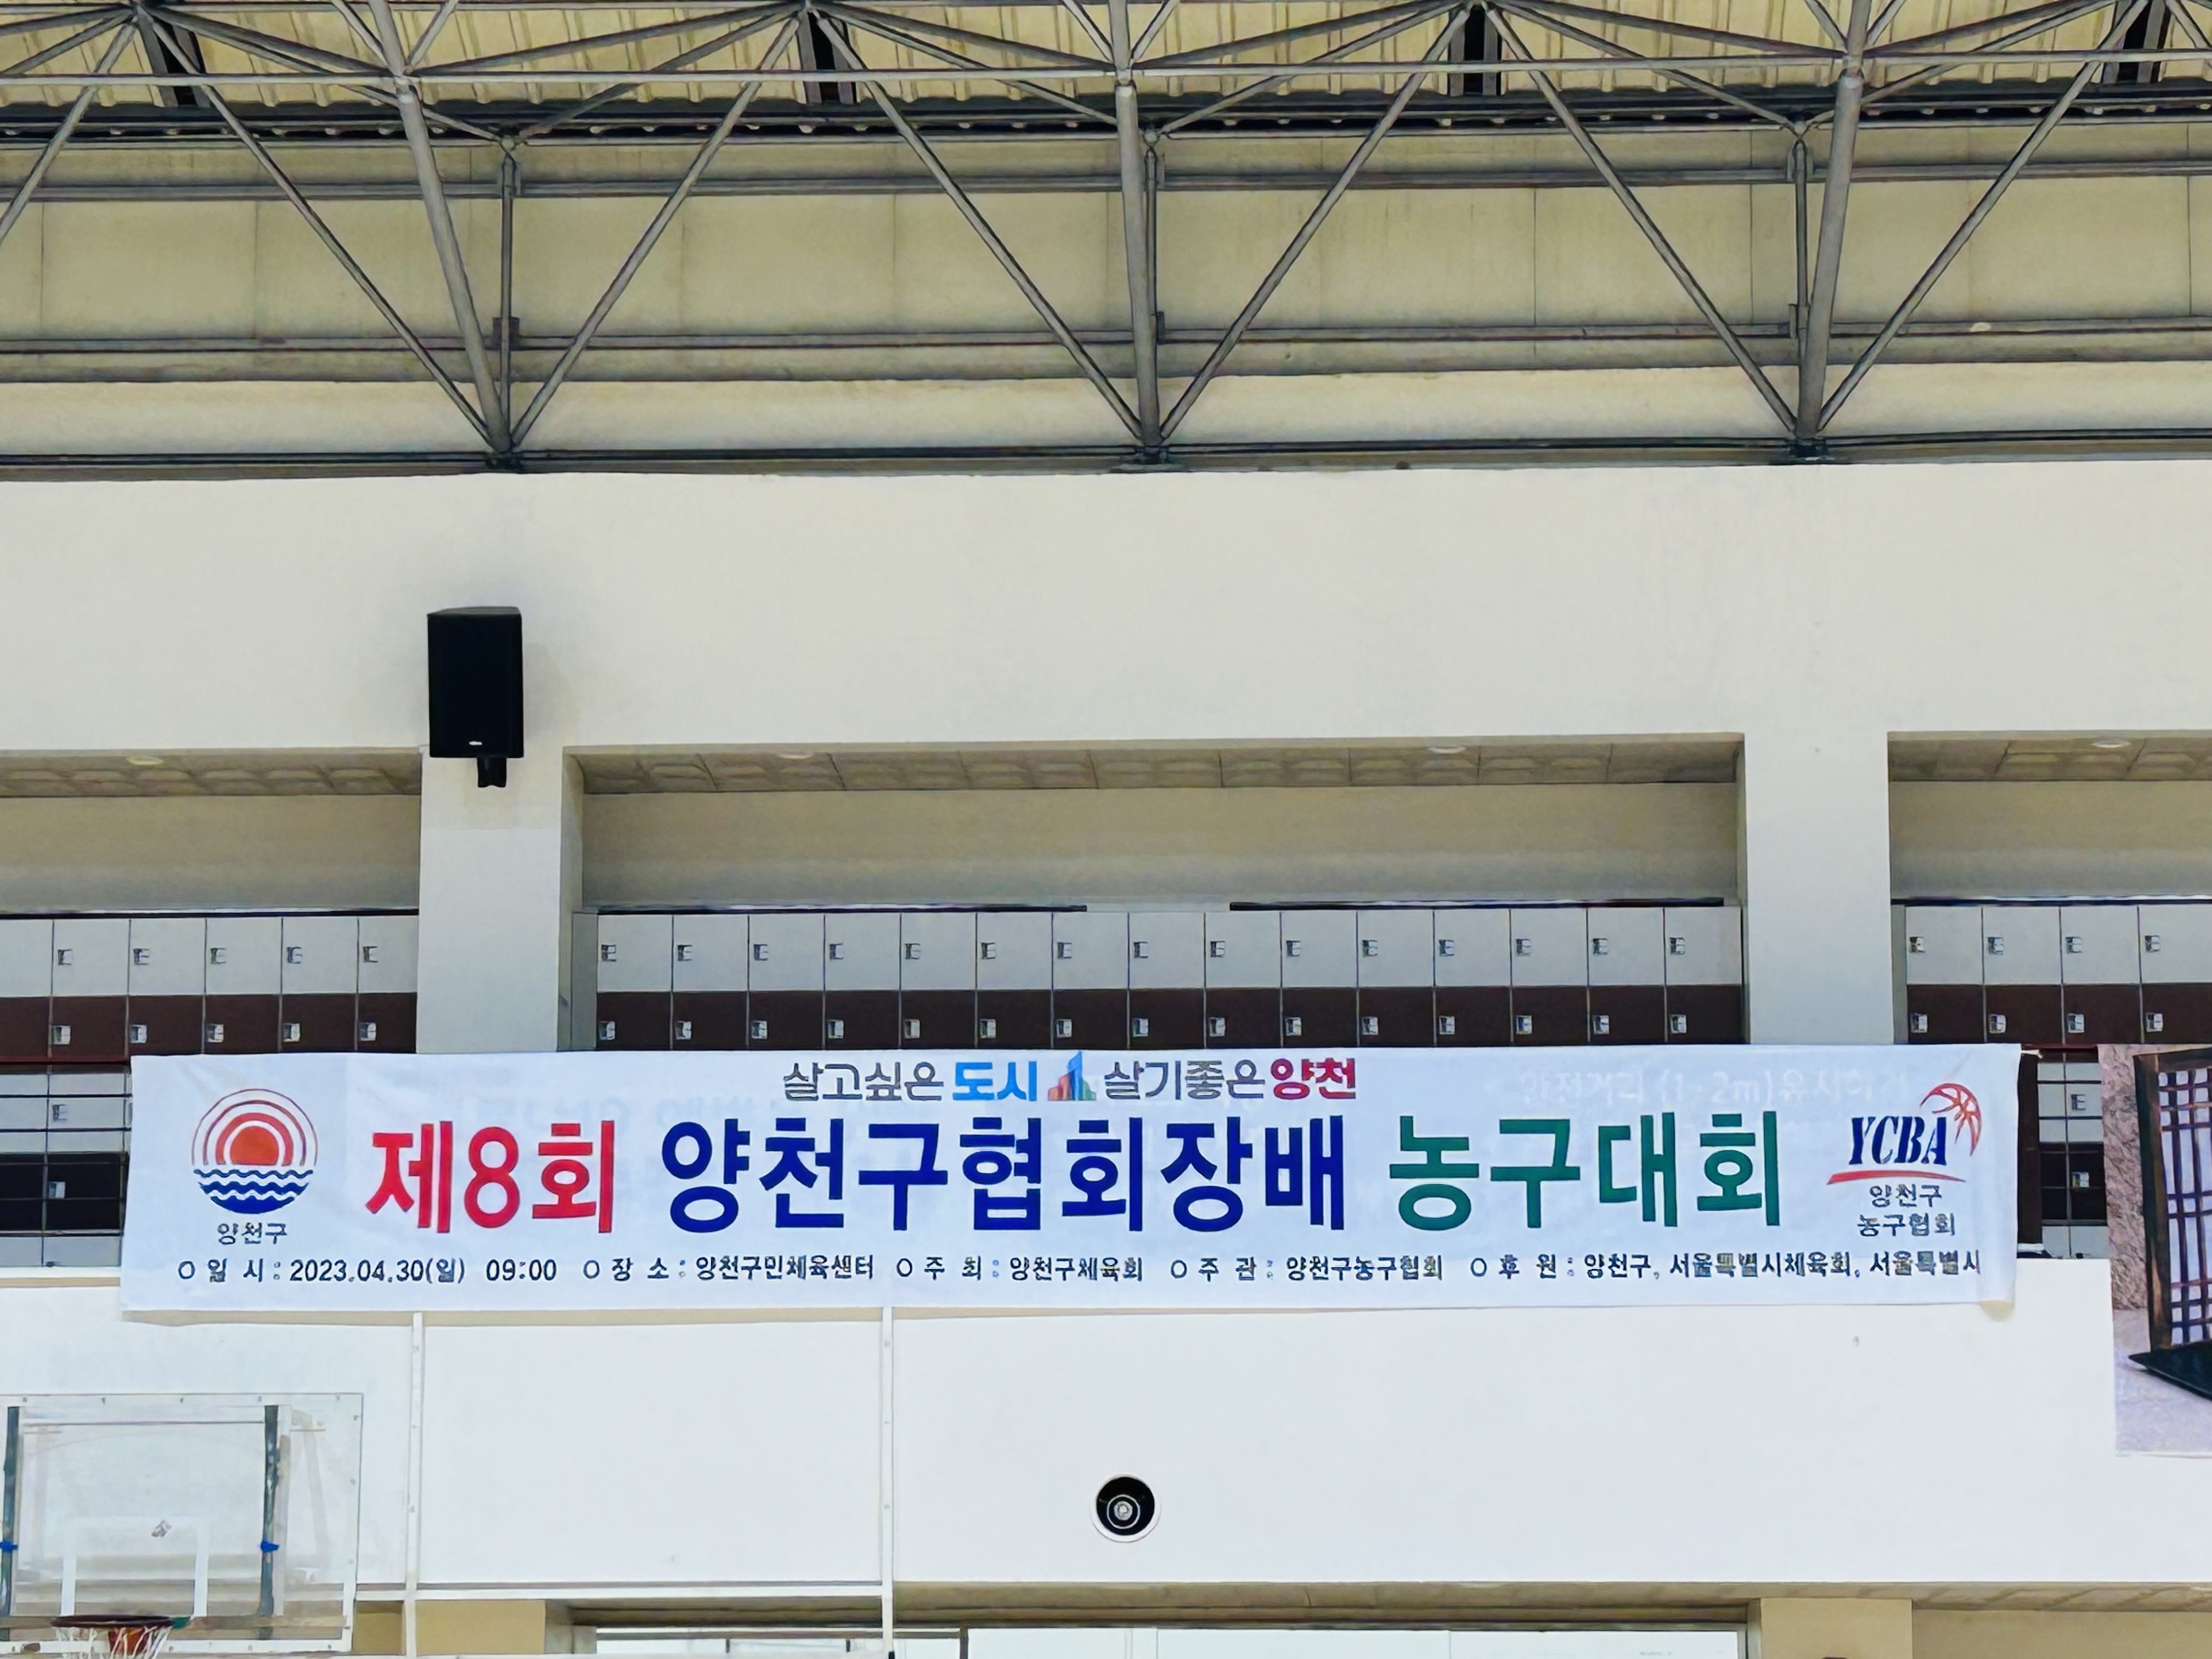 살고싶은 도시 살기좋은 양천
제8회 양천구협회장배 농구대회
양천구
YCBA
양천구
농구협회
○ 일 시 : 2023.04.30(일) 09:00 ○ 장 소 : 양천구민체육센터 ○ 주 최 : 양천구체육회 ○ 주 관 : 양천구농구협회 ○ 후 원 : 양천구, 서울특별시체육회, 서울특별시